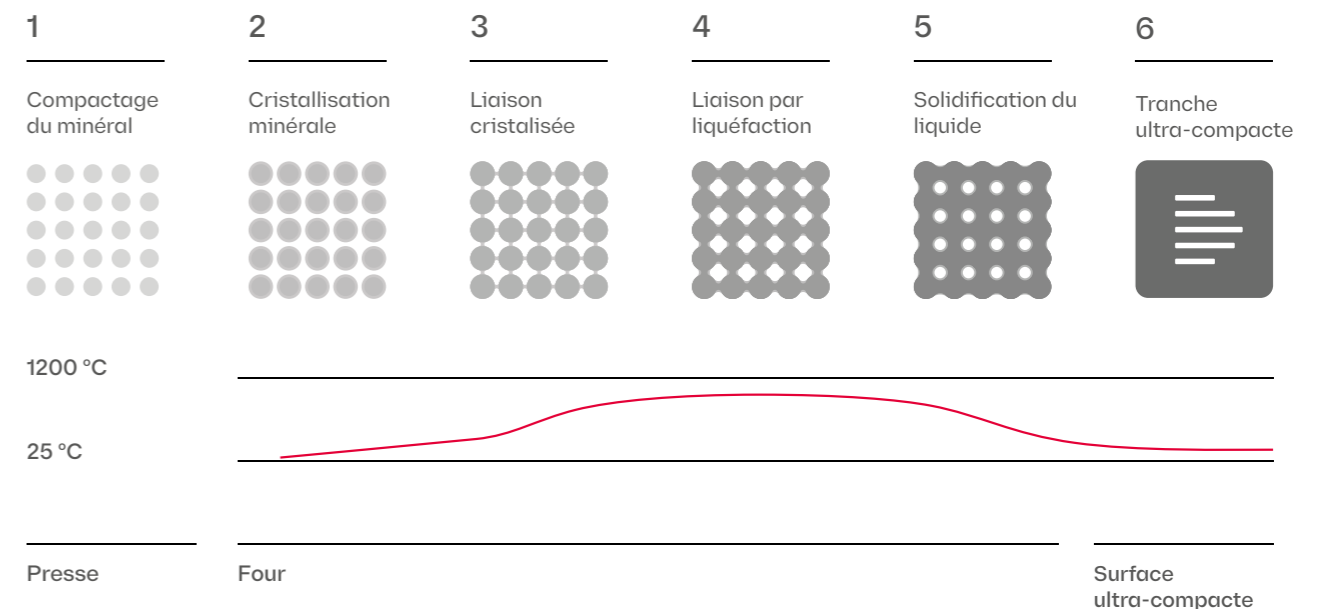 1
2
3
4
5
6
Compactage
du minéral
Cristallisation
minérale
Liaison
cristalisée
Liaison par
liquéfaction
Solidification du
liquide
Tranche
ultra-compacte
1200 °C
25 °C
Presse
Four
Surface
ultra-compacte